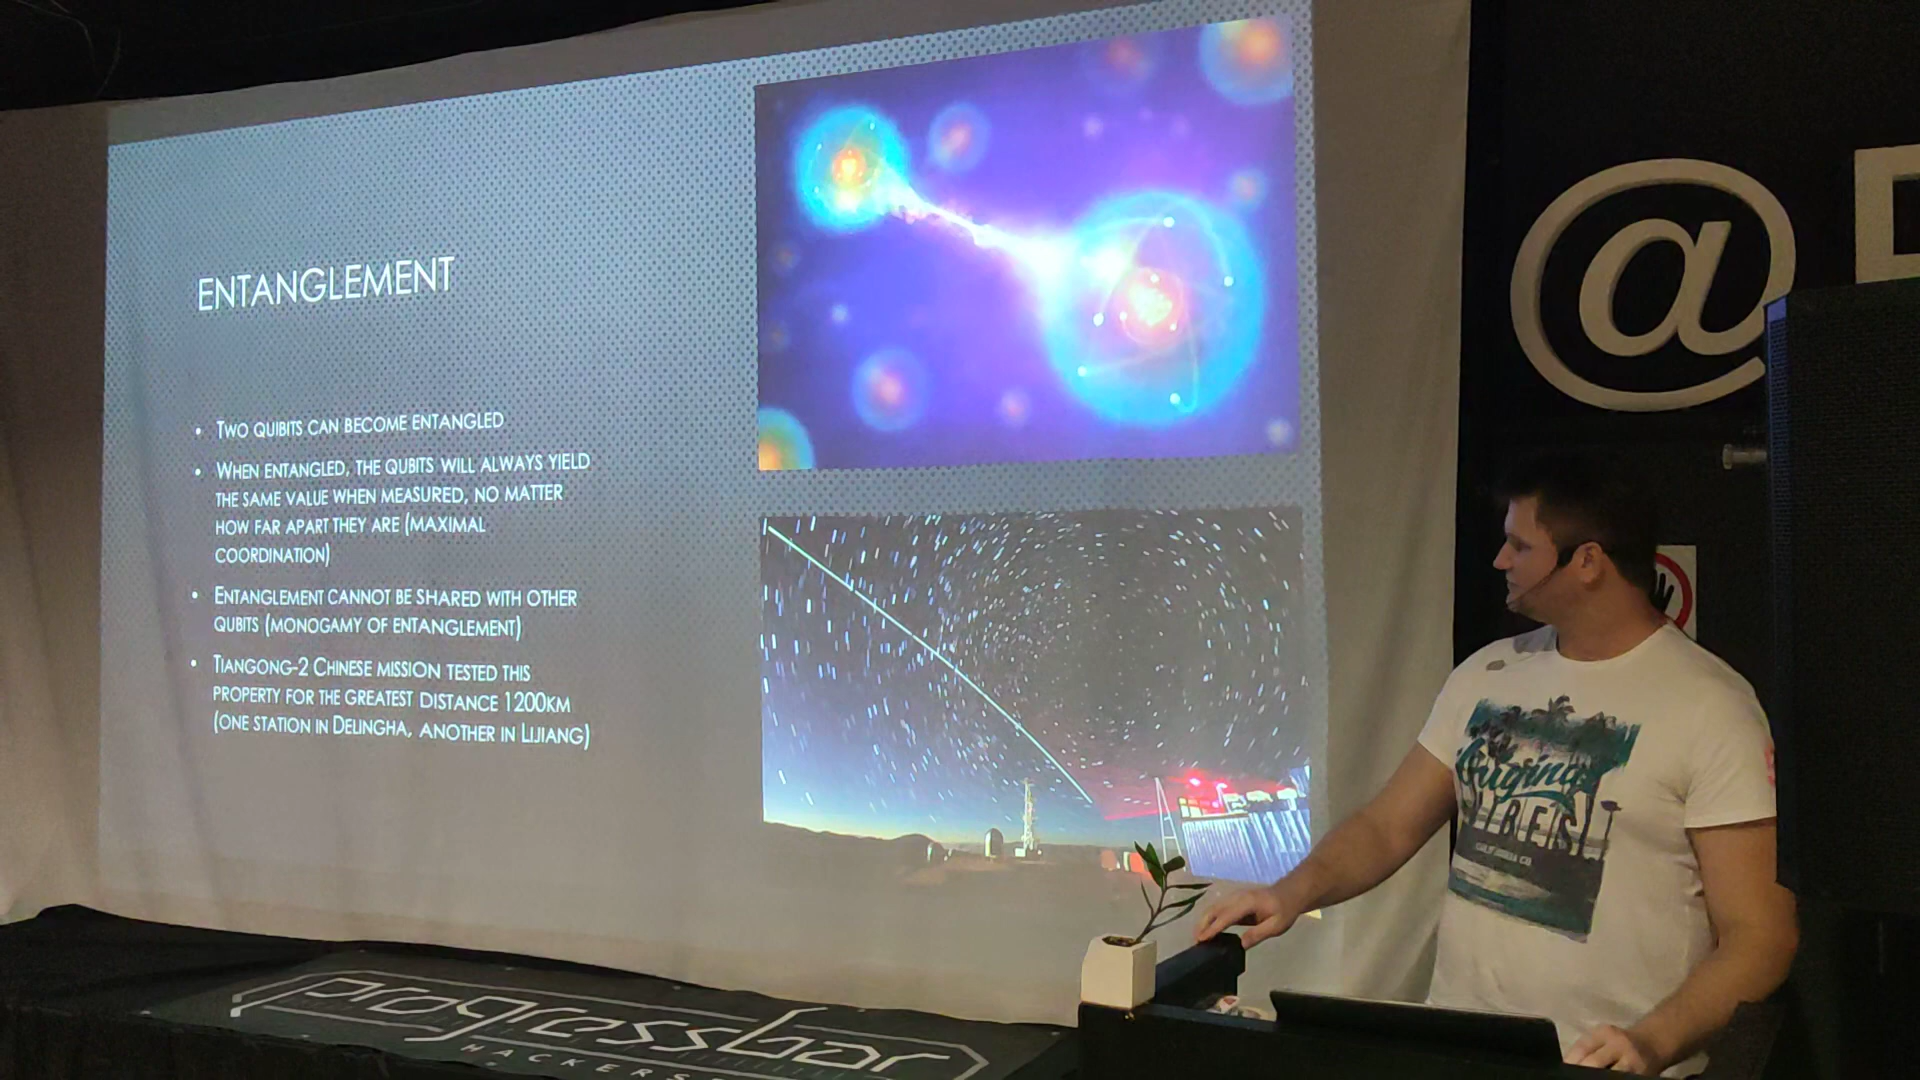 ENTANGLEMENT
• TWO QUIBITS CAN BECOME ENTANGLED
• WHEN ENTANGLED, THE QUBITS WILL ALWAYS YIELD
THE SAME VALUE WHEN MEASURED, NO MATTER
HOW FAR APART THEY ARE (MAXIMAL
COORDINATION)
• ENTANGLEMENT CANNOT BE SHARED WITH OTHER
QUBITS (MONOGAMY OF ENTANGLEMENT)
• TIANGONG-2 CHINESE MISSION TESTED THIS
PROPERTY FOR THE GREATEST DISTANCE 1200KM
(ONE STATION IN DELINGHA, ANOTHER IN LIJIANG)
@
progressbar
HACKERS